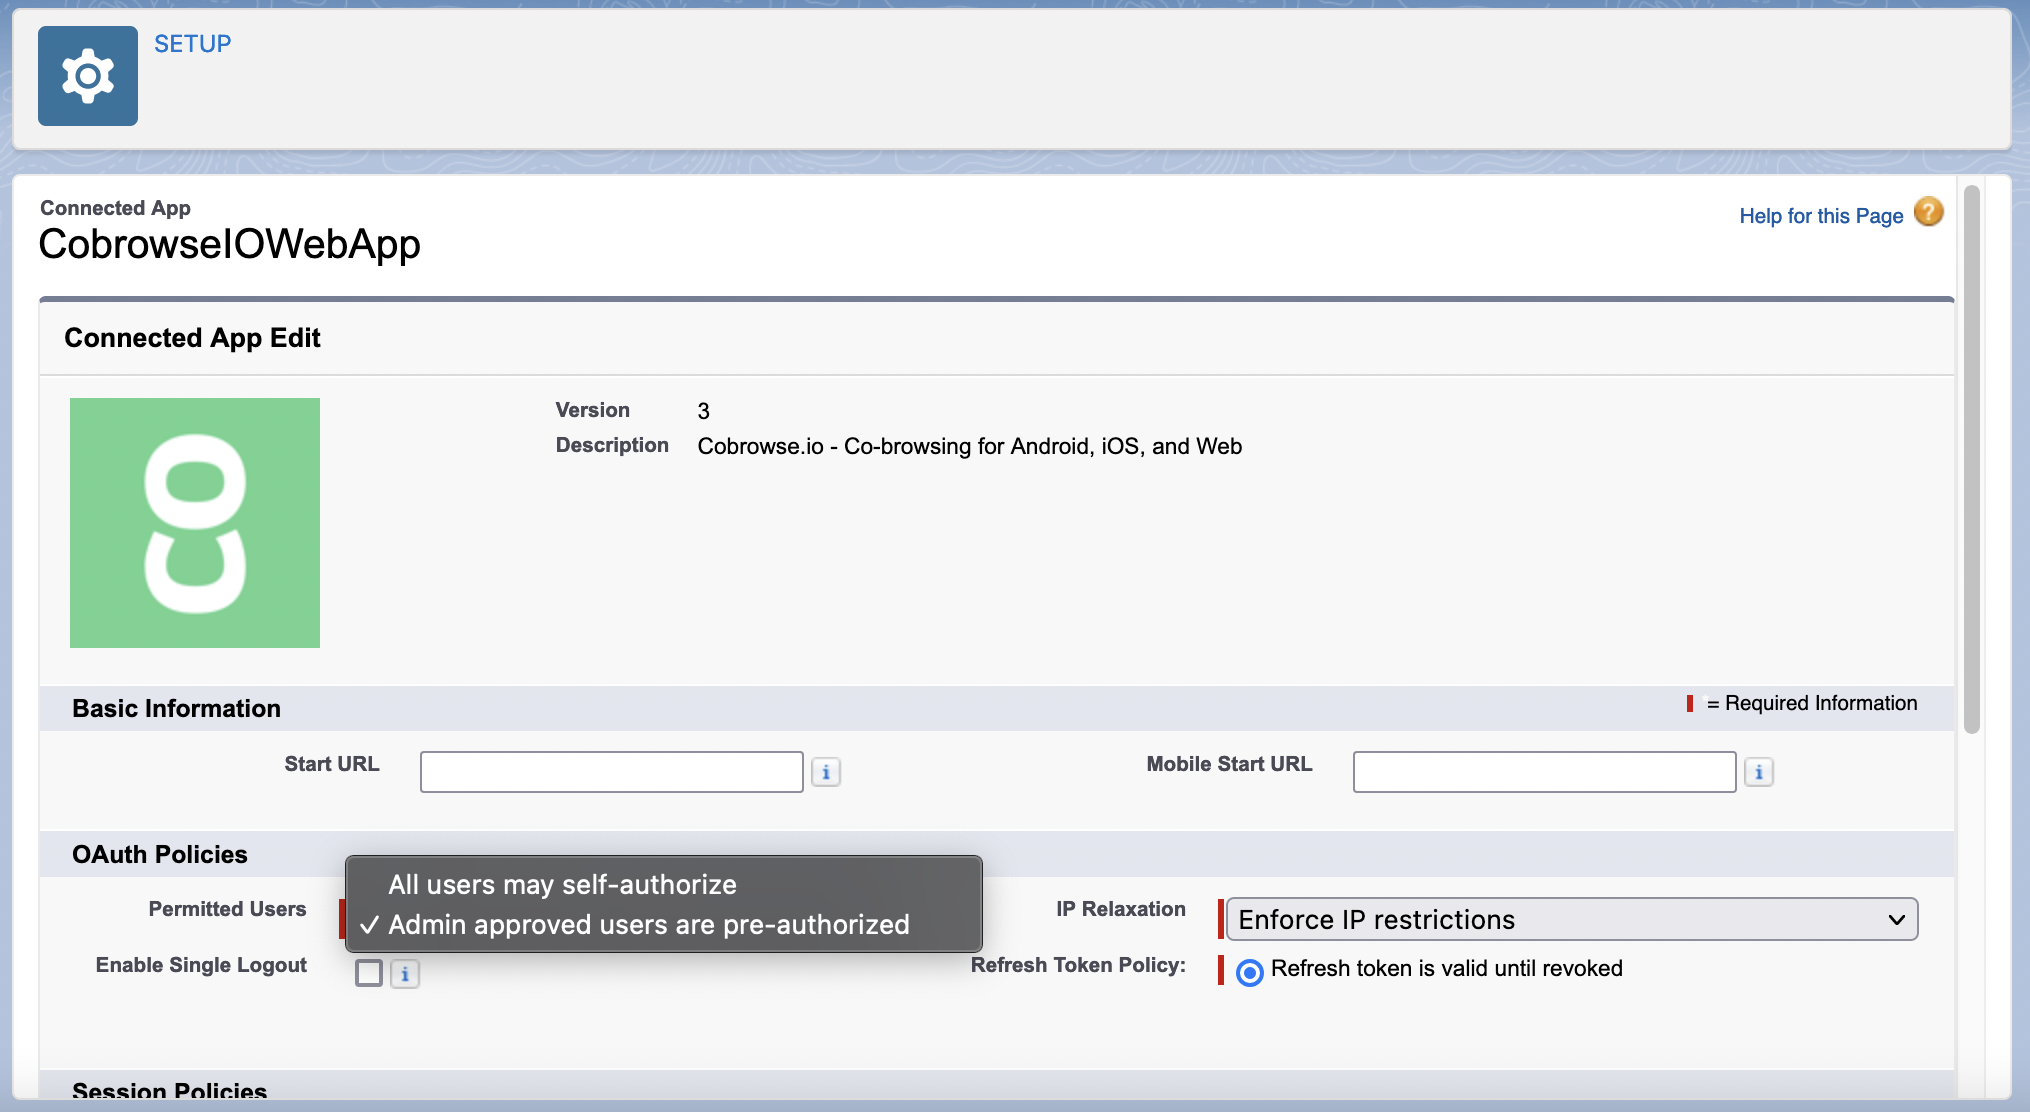 SETUP
Connected App
CobrowseIOWebApp
Help for this Page ?
Connected App Edit
Version 3
Description Cobrowse.io - Co-browsing for Android, iOS, and Web
Basic Information
= Required Information
Start URL
i
Mobile Start URL
i
OAuth Policies
Permitted Users
All users may self-authorize
✓ Admin approved users are pre-authorized
IP Relaxation
Enforce IP restrictions
Enable Single Logout
i
Refresh Token Policy:
Refresh token is valid until revoked
Session Policies